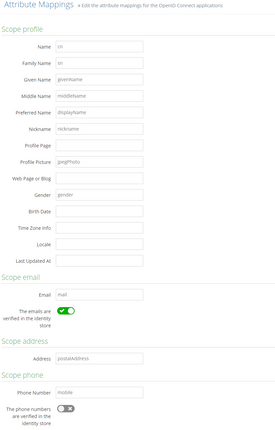 Attribute Mappings » Edit the attribute mappings for the OpenID Connect applications
Scope profile
Name cn
Family Name sn
Given Name givenName
Middle Name middleName
Preferred Name displayName
Nickname nickname
Profile Page
Profile Picture jpegPhoto
Web Page or Blog
Gender gender
Birth Date
Time Zone Info
Locale
Last Updated At
Scope email
Email mail
The emails are
verified in the identity
store
Scope address
Address postalAddress
Scope phone
Phone Number mobile
The phone numbers
are verified in the
identity store